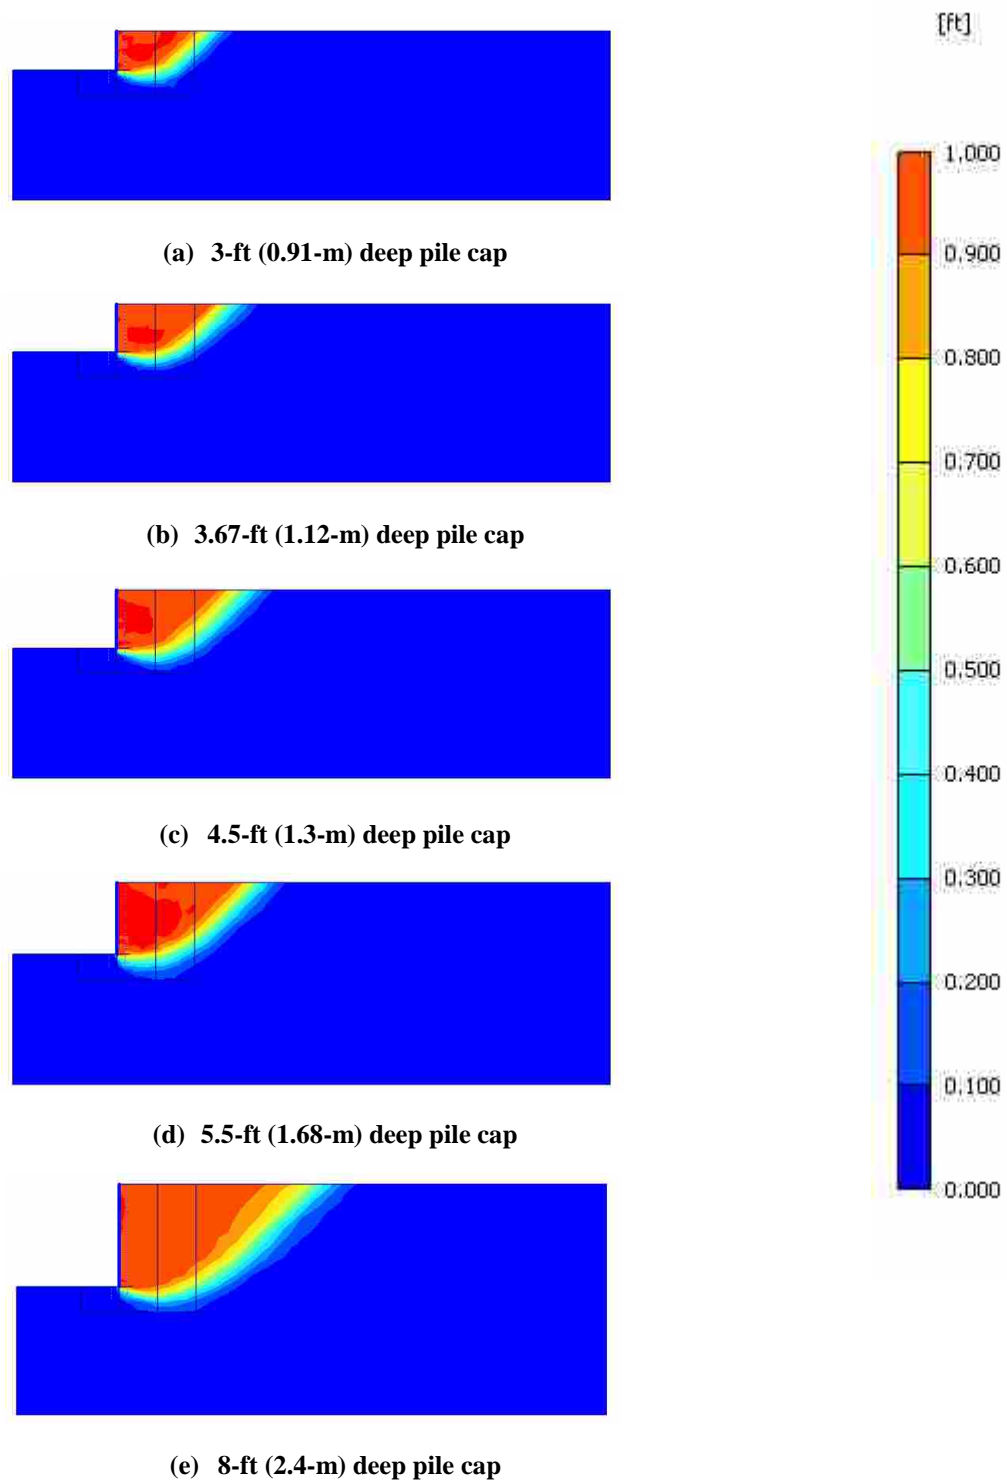 [ft]
1.000
0.900
0.800
0.700
0.600
0.500
0.400
0.300
0.200
0.100
0.000
(a) 3-ft (0.91-m) deep pile cap
(b) 3.67-ft (1.12-m) deep pile cap
(c) 4.5-ft (1.3-m) deep pile cap
(d) 5.5-ft (1.68-m) deep pile cap
(e) 8-ft (2.4-m) deep pile cap